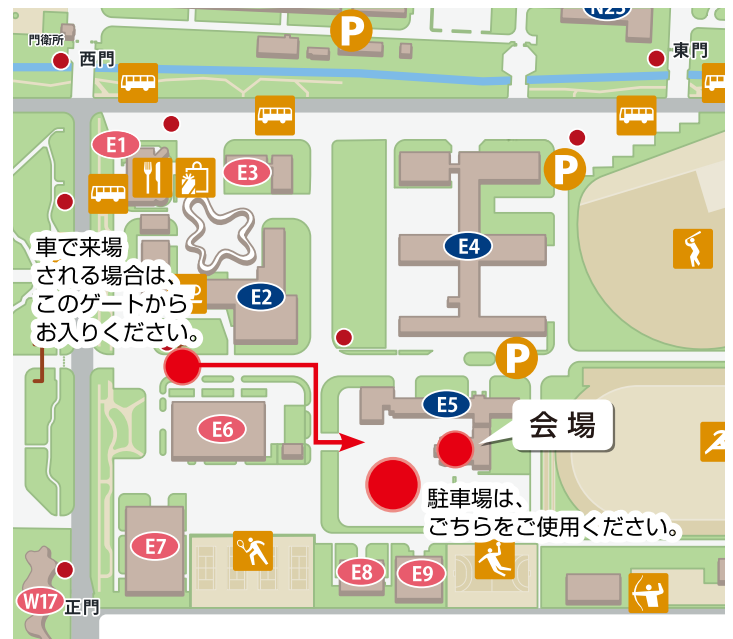 N25
P
門衛所
西門
東門
E1
E3
P
E4
車で来場
される場合は、
このゲートから
お入りください。
E2
P
E5
会場
E6
駐車場は、
ごちらをご使用ください。
E7
E8
E9
W17
正門